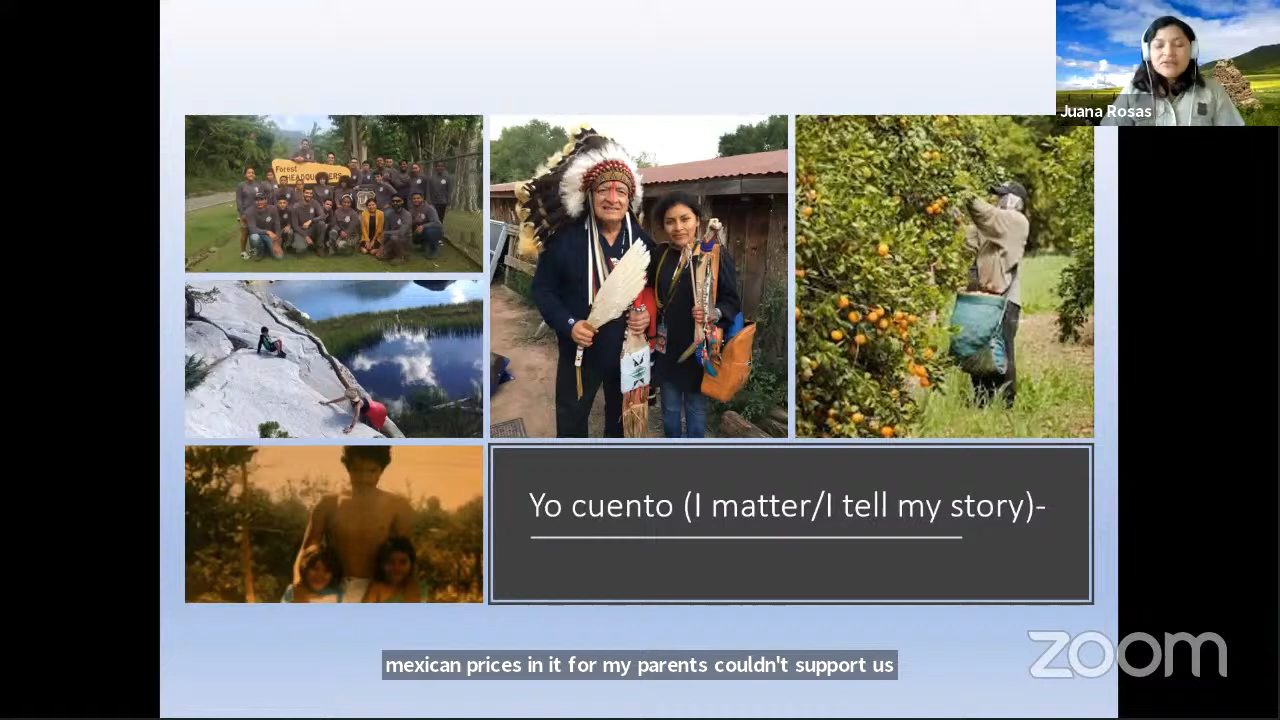 Juana Rosas
Forest
HEADQUARTERS
Yo cuento (I matter/I tell my story)-
mexican prices in it for my parents couldn't support us
zoom